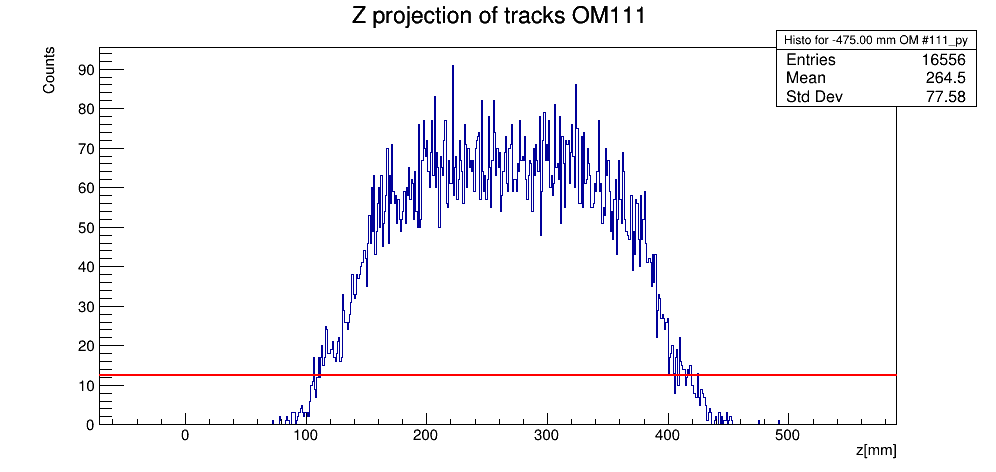 Z projection of tracks OM111
Histo for -475.00 mm OM #111_py
Entries 16556
Mean 264.5
Std Dev 77.58
Counts
90
80
70
60
50
40
30
20
10
0
0 100 200 300 400 500
z[mm]